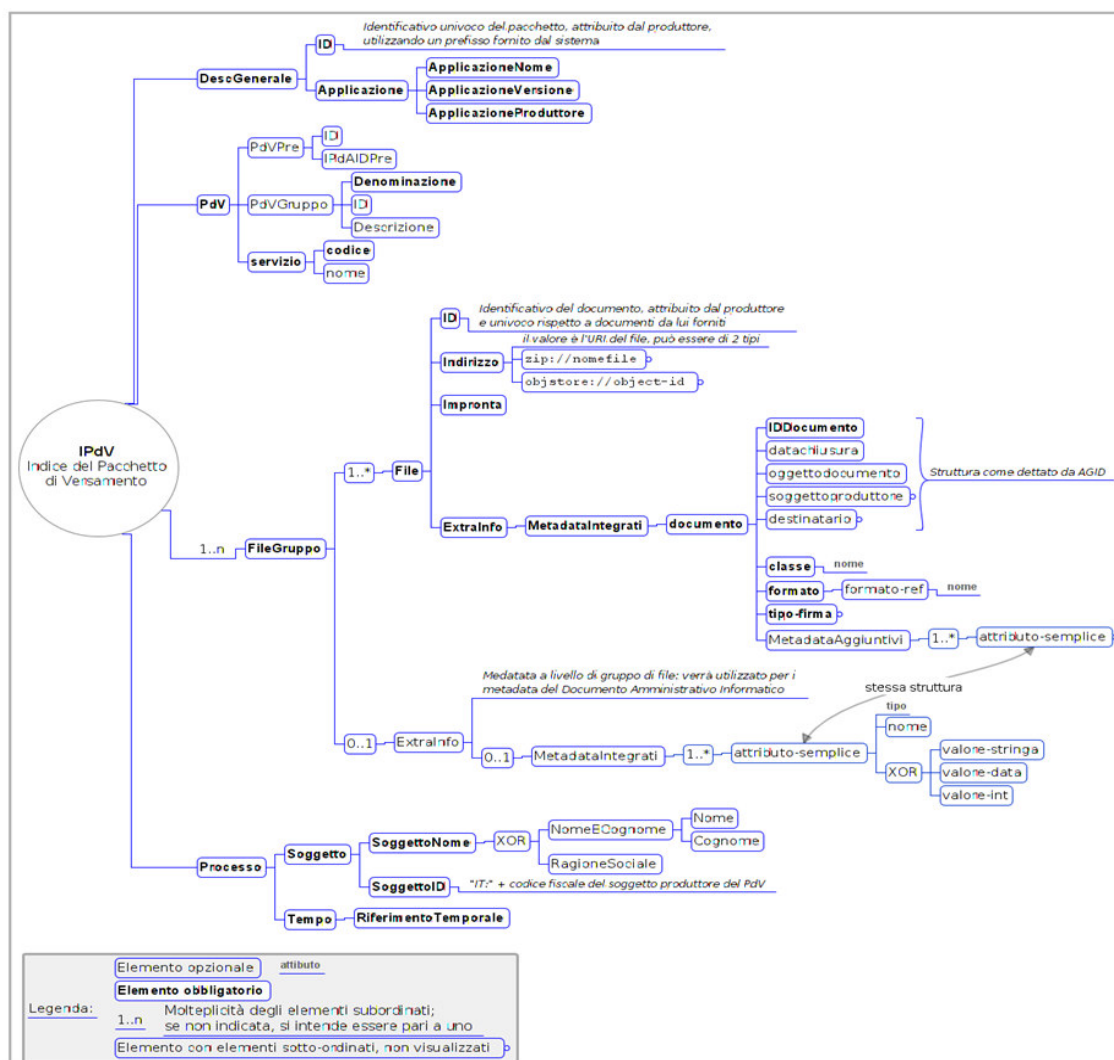 Identificativo univoco del pacchetto, attribuito dal produttore,
utilizzando un prefisso fornito dal sistema
ID
DescGenerale
ApplicazioneNome
Applicazione
ApplicazioneVersione
ApplicazioneProduttore
ID
PdVPre
IPdAIDPre
Denominazione
PdV
PdVGruppo
ID
Descrizione
codice
servizio
nome
Identificativo del documento, attribuito dal produttore
e univoco rispetto a documenti da lui forniti
ID
il valore è l'URI del file, può essere di 2 tipi
Indirizzo
zip://nomefile
objstore://object-id
Impronta
IDDocumento
datachiusura
oggettodocumento
soggettoproduttore
destinatario
Struttura come dettato da AGID
IPdV
Indice del Pacchetto
di Versamento
1..*
File
ExtraInfo
MetadataIntegrati
documento
1..n
FileGruppo
classe
nome
formato
formato-ref
nome
tipo-firma
MetadataAggiuntivi
1..*
attributo-semplice
Medatata a livello di gruppo di file: verrà utilizzato per i
metadata del Documento Amministrativo Informatico
stessa struttura
0..1
ExtraInfo
0..1
MetadataIntegrati
1..*
attributo-semplice
tipo
nome
XOR
valore-stringa
valore-data
valore-int
Processo
Soggetto
SoggettoNome
XOR
NomeECognome
Nome
Cognome
RagioneSociale
SoggettoID
"IT:" + codice fiscale del soggetto produttore del PdV
Tempo
RiferimentoTemporale
Legenda:
Elemento opzionale
attibuto
Elemento obbligatorio
1..n
Molteplicità degli elementi subordinati;
se non indicata, si intende essere pari a uno
Elemento con elementi sotto-ordinati, non visualizzati